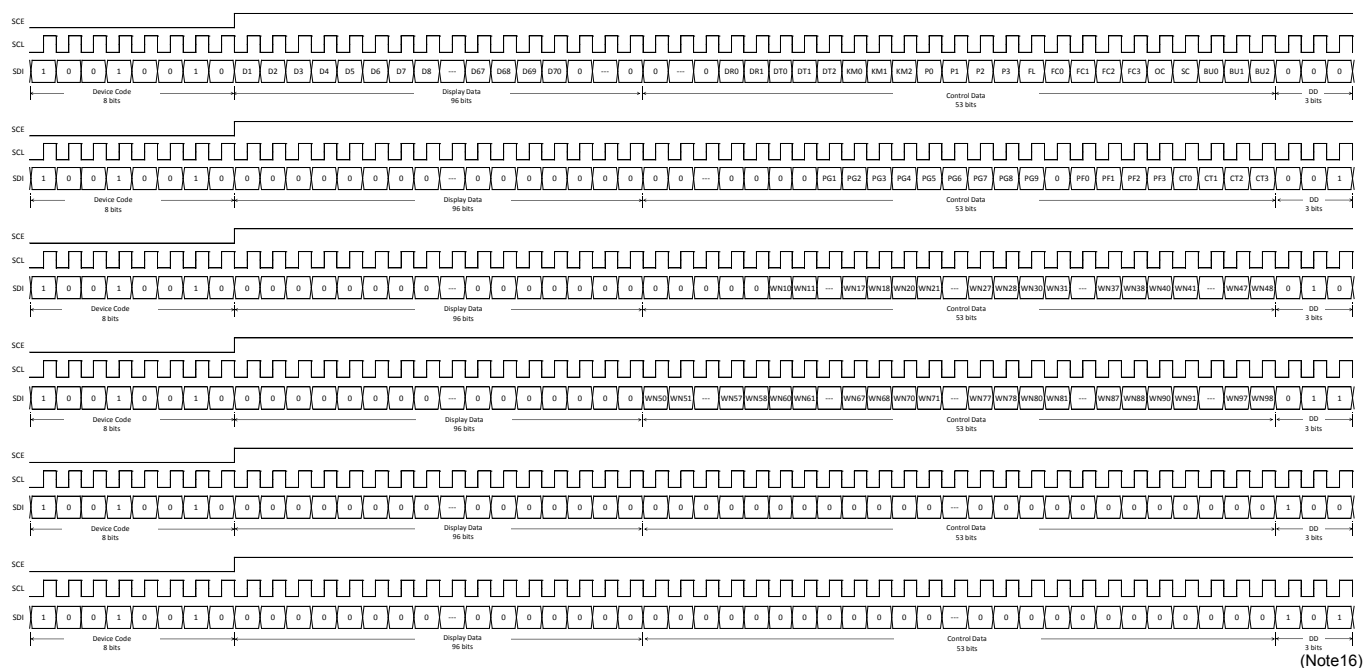 SCE
SCL
SDI 1 0 0 1 0 0 1 0 D1 D2 D3 D4 D5 D6 D7 D8 --- D67 D68 D69 D70 0 --- 0 0 --- 0 DR0 DR1 DT0 DT1 DT2 KM0 KM1 KM2 P0 P1 P2 P3 FL FC0 FC1 FC2 FC3 OC SC BU0 BU1 BU2 0 0 0
Device Code Display Data Control Data DD
8 bits 96 bits 53 bits 3 bits
SCE
SCL
SDI 1 0 0 1 0 0 1 0 0 0 0 0 0 0 0 0 --- 0 0 0 0 0 0 0 0 0 --- 0 0 0 0 PG1 PG2 PG3 PG4 PG5 PG6 PG7 PG8 PG9 0 PF0 PF1 PF2 PF3 CT0 CT1 CT2 CT3 0 0 1
Device Code Display Data Control Data DD
8 bits 96 bits 53 bits 3 bits
SCE
SCL
SDI 1 0 0 1 0 0 1 0 0 0 0 0 0 0 0 0 --- 0 0 0 0 0 0 0 0 0 0 0 0 WN10 WN11 --- WN17 WN18 WN20 WN21 --- WN27 WN28 WN30 WN31 --- WN37 WN38 WN40 WN41 --- WN47 WN48 0 1 0
Device Code Display Data Control Data DD
8 bits 96 bits 53 bits 3 bits
SCE
SCL
SDI 1 0 0 1 0 0 1 0 0 0 0 0 0 0 0 0 --- 0 0 0 0 0 0 0 WN50 WN51 --- WN57 WN58 WN60 WN61 --- WN67 WN68 WN70 WN71 --- WN77 WN78 WN80 WN81 --- WN87 WN88 WN90 WN91 --- WN97 WN98 0 1 1
Device Code Display Data Control Data DD
8 bits 96 bits 53 bits 3 bits
SCE
SCL
SDI 1 0 0 1 0 0 1 0 0 0 0 0 0 0 0 0 --- 0 0 0 0 0 0 0 0 0 0 0 0 0 0 0 0 0 0 0 --- 0 0 0 0 0 0 0 0 0 0 0 0 1 0 0
Device Code Display Data Control Data DD
8 bits 96 bits 53 bits 3 bits
SCE
SCL
SDI 1 0 0 1 0 0 1 0 0 0 0 0 0 0 0 0 --- 0 0 0 0 0 0 0 0 0 0 0 0 0 0 0 0 0 0 0 --- 0 0 0 0 0 0 0 0 0 0 0 0 1 0 1
Device Code Display Data Control Data DD
8 bits 96 bits 53 bits 3 bits
(Note16)